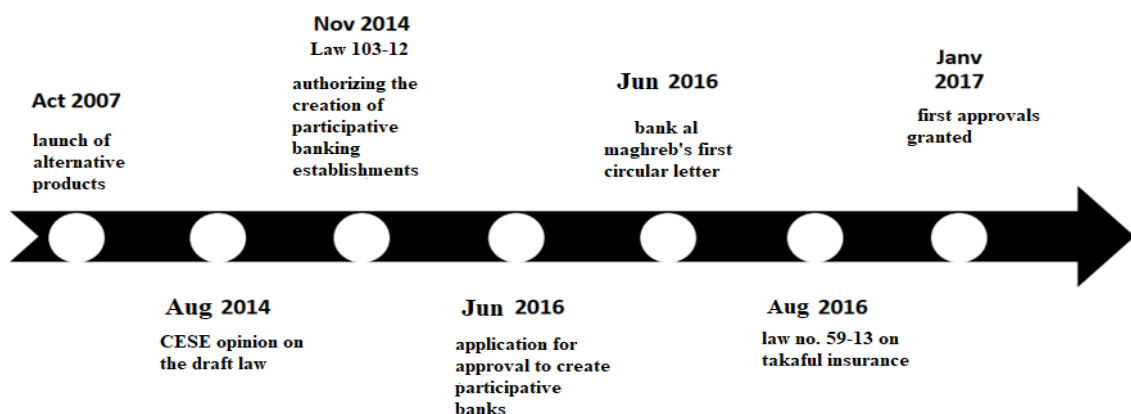 Act 2007
launch of
alternative
products
Aug 2014
CESE opinion on
the draft law
Nov 2014
Law 103-12
authorizing the
creation of
participative
banking
establishments
Jun 2016
application for
approval to create
participative
banks
Jun 2016
bank al
maghreb's first
circular letter
Aug 2016
law no. 59-13 on
takaful insurance
Janv
2017
first approvals
granted